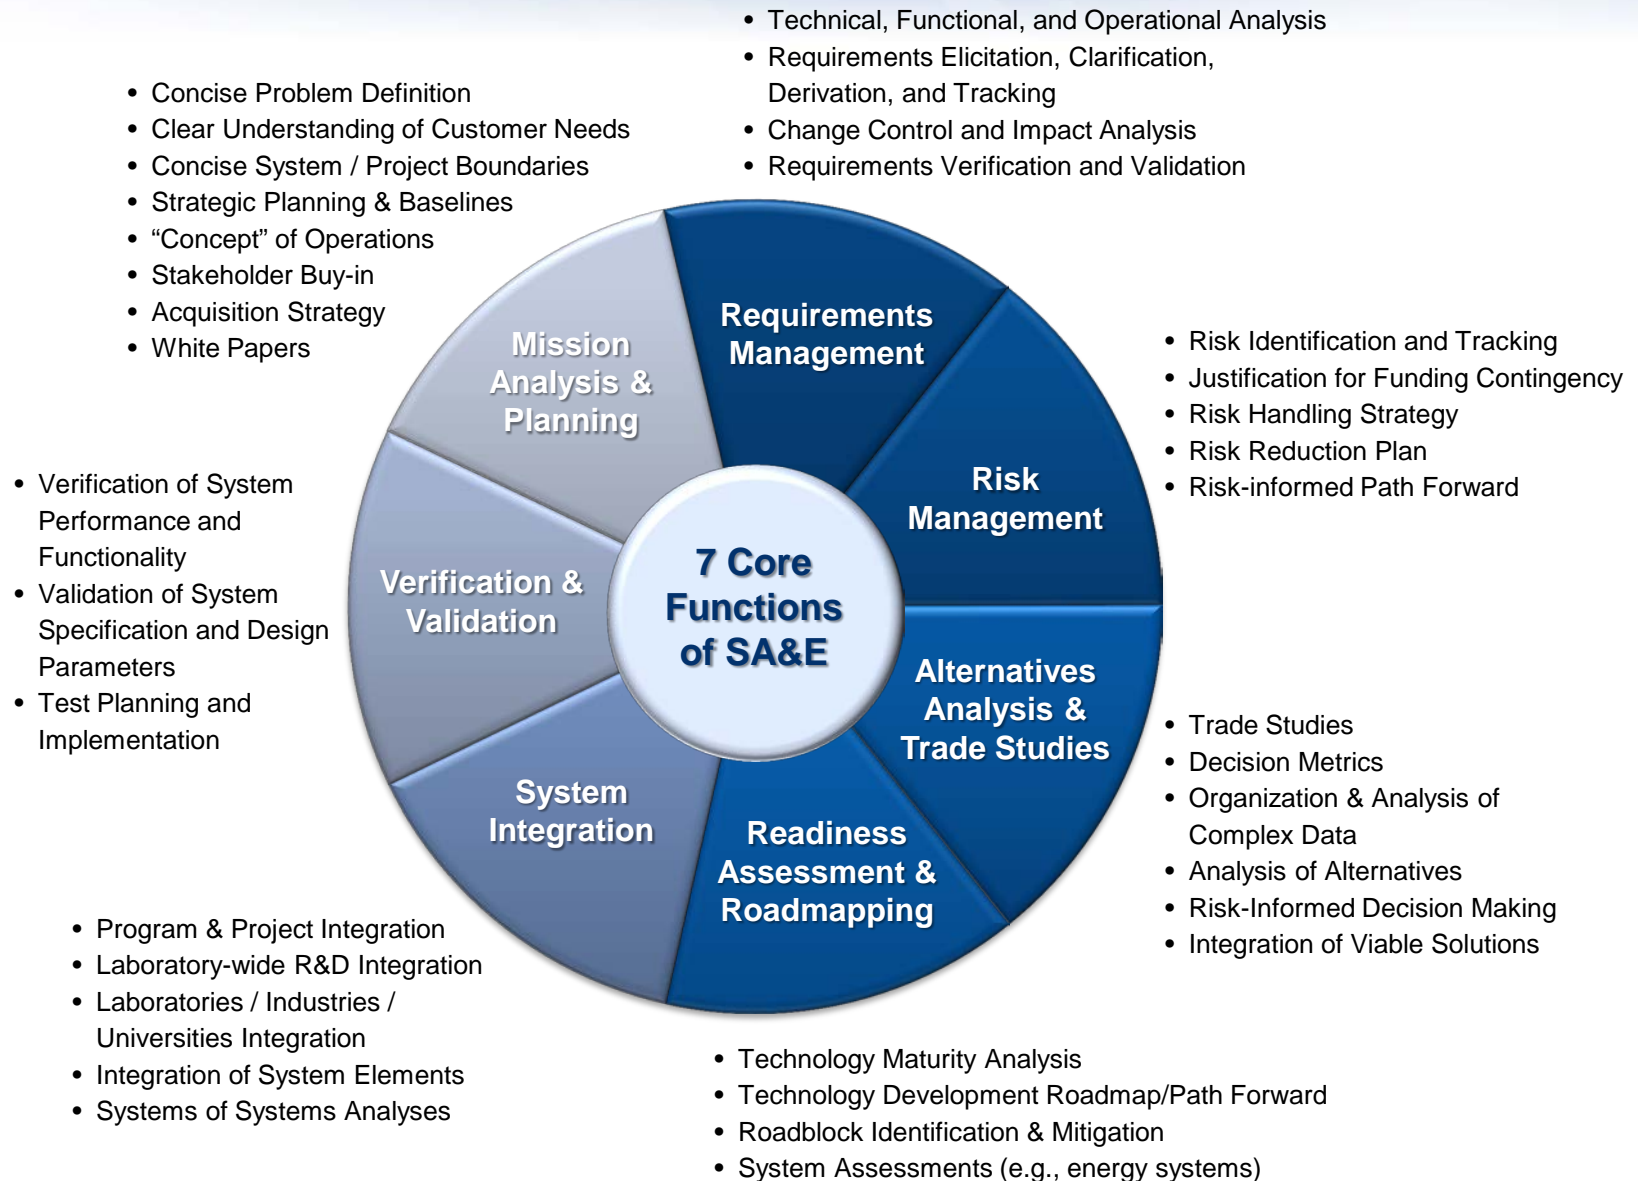 • Technical, Functional, and Operational Analysis
• Requirements Elicitation, Clarification,
Derivation, and Tracking
• Change Control and Impact Analysis
• Requirements Verification and Validation
• Concise Problem Definition
• Clear Understanding of Customer Needs
• Concise System / Project Boundaries
• Strategic Planning & Baselines
• “Concept” of Operations
• Stakeholder Buy-in
• Acquisition Strategy
• White Papers
Requirements
Management
Mission
Analysis &
Planning
• Risk Identification and Tracking
• Justification for Funding Contingency
• Risk Handling Strategy
• Risk Reduction Plan
• Risk-informed Path Forward
Risk
Management
• Verification of System
Performance and
Functionality
• Validation of System
Specification and Design
Parameters
• Test Planning and
Implementation
Verification &
Validation
7 Core
Functions
of SA&E
Alternatives
Analysis &
Trade Studies
• Trade Studies
• Decision Metrics
• Organization & Analysis of
Complex Data
• Analysis of Alternatives
• Risk-Informed Decision Making
• Integration of Viable Solutions
System
Integration
Readiness
Assessment &
Roadmapping
• Program & Project Integration
• Laboratory-wide R&D Integration
• Laboratories / Industries /
Universities Integration
• Integration of System Elements
• Systems of Systems Analyses
• Technology Maturity Analysis
• Technology Development Roadmap/Path Forward
• Roadblock Identification & Mitigation
• System Assessments (e.g., energy systems)